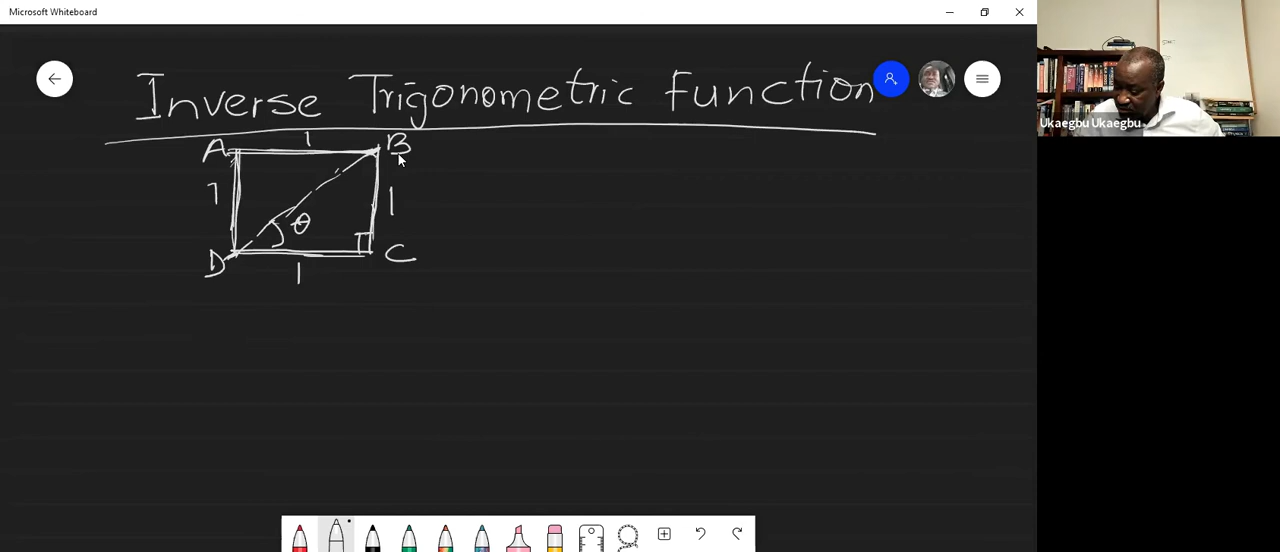 Microsoft Whiteboard
Inverse Trigonometric Function
Ukaegbu Ukaegbu
A 1 B
1 1
θ
D C
1